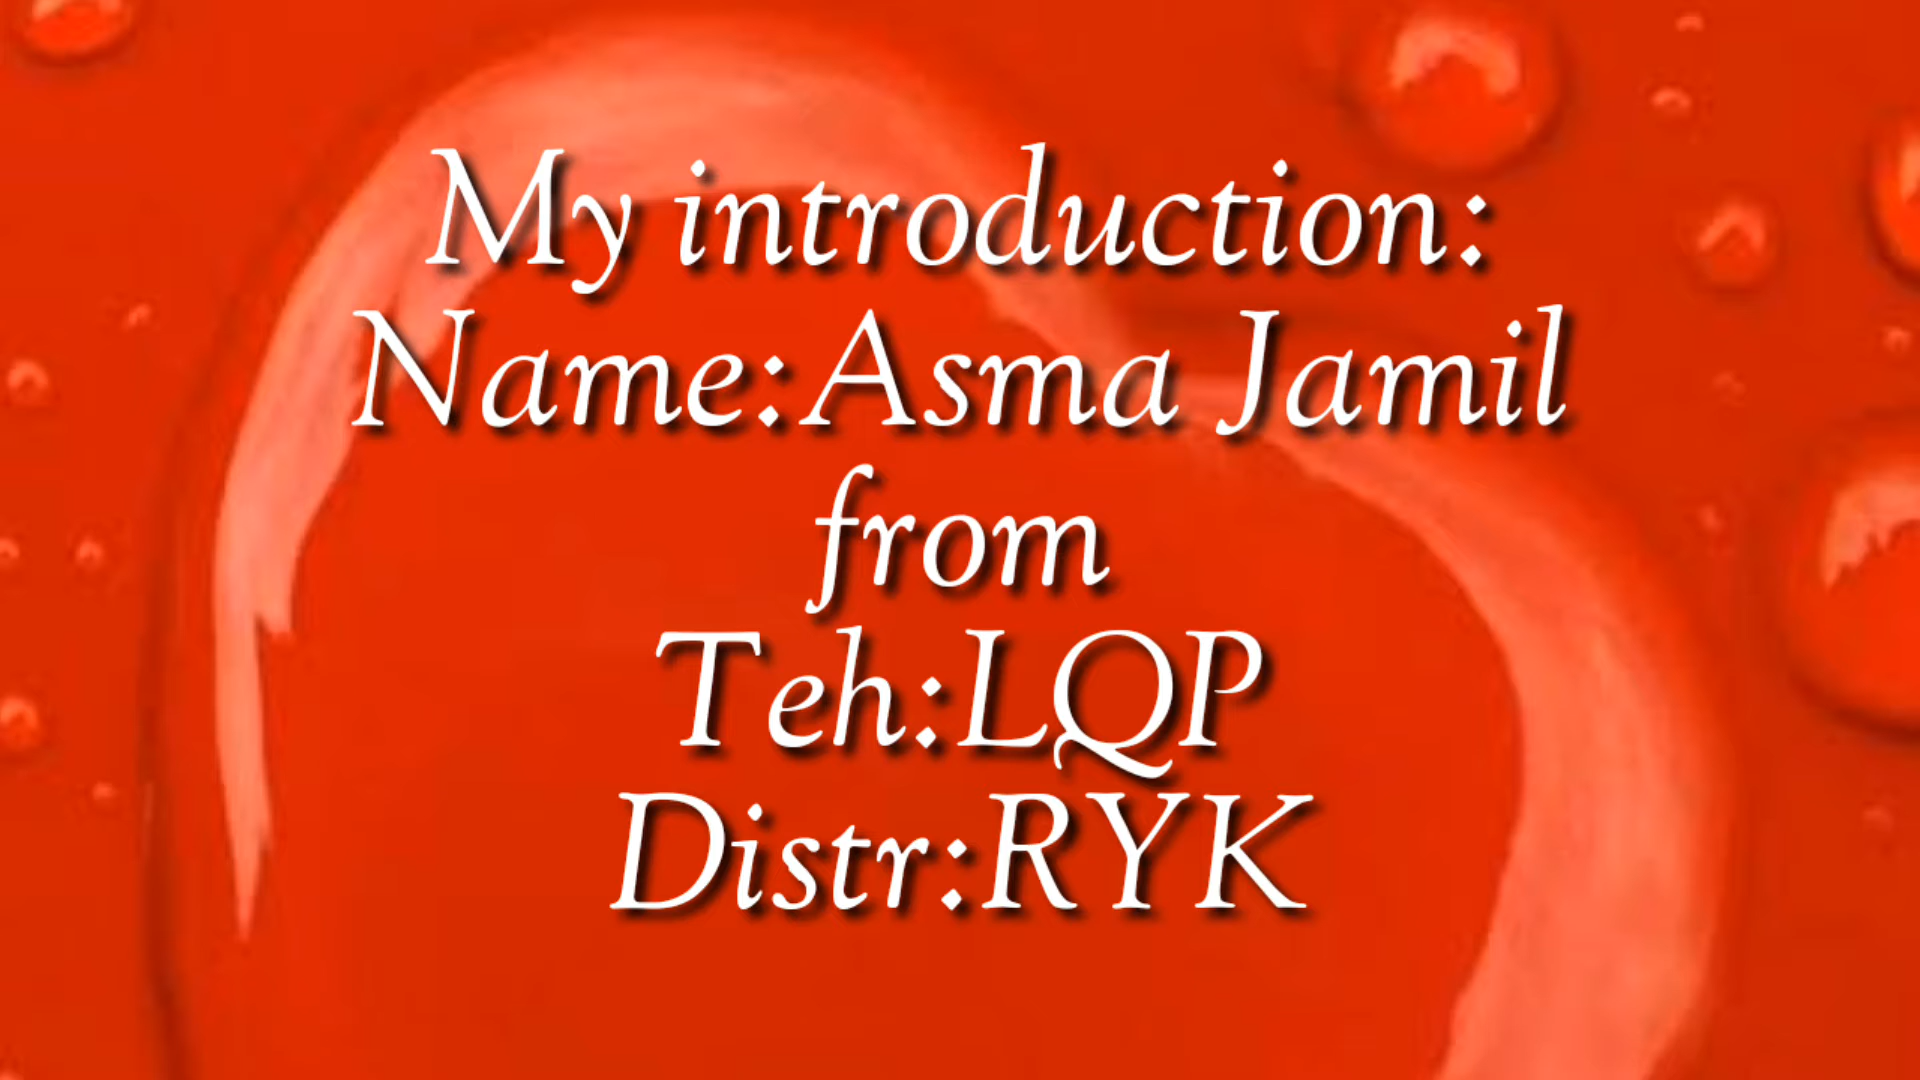 My introduction:
Name:Asma Jamil
from
Teh:LQP
Distr:RYK